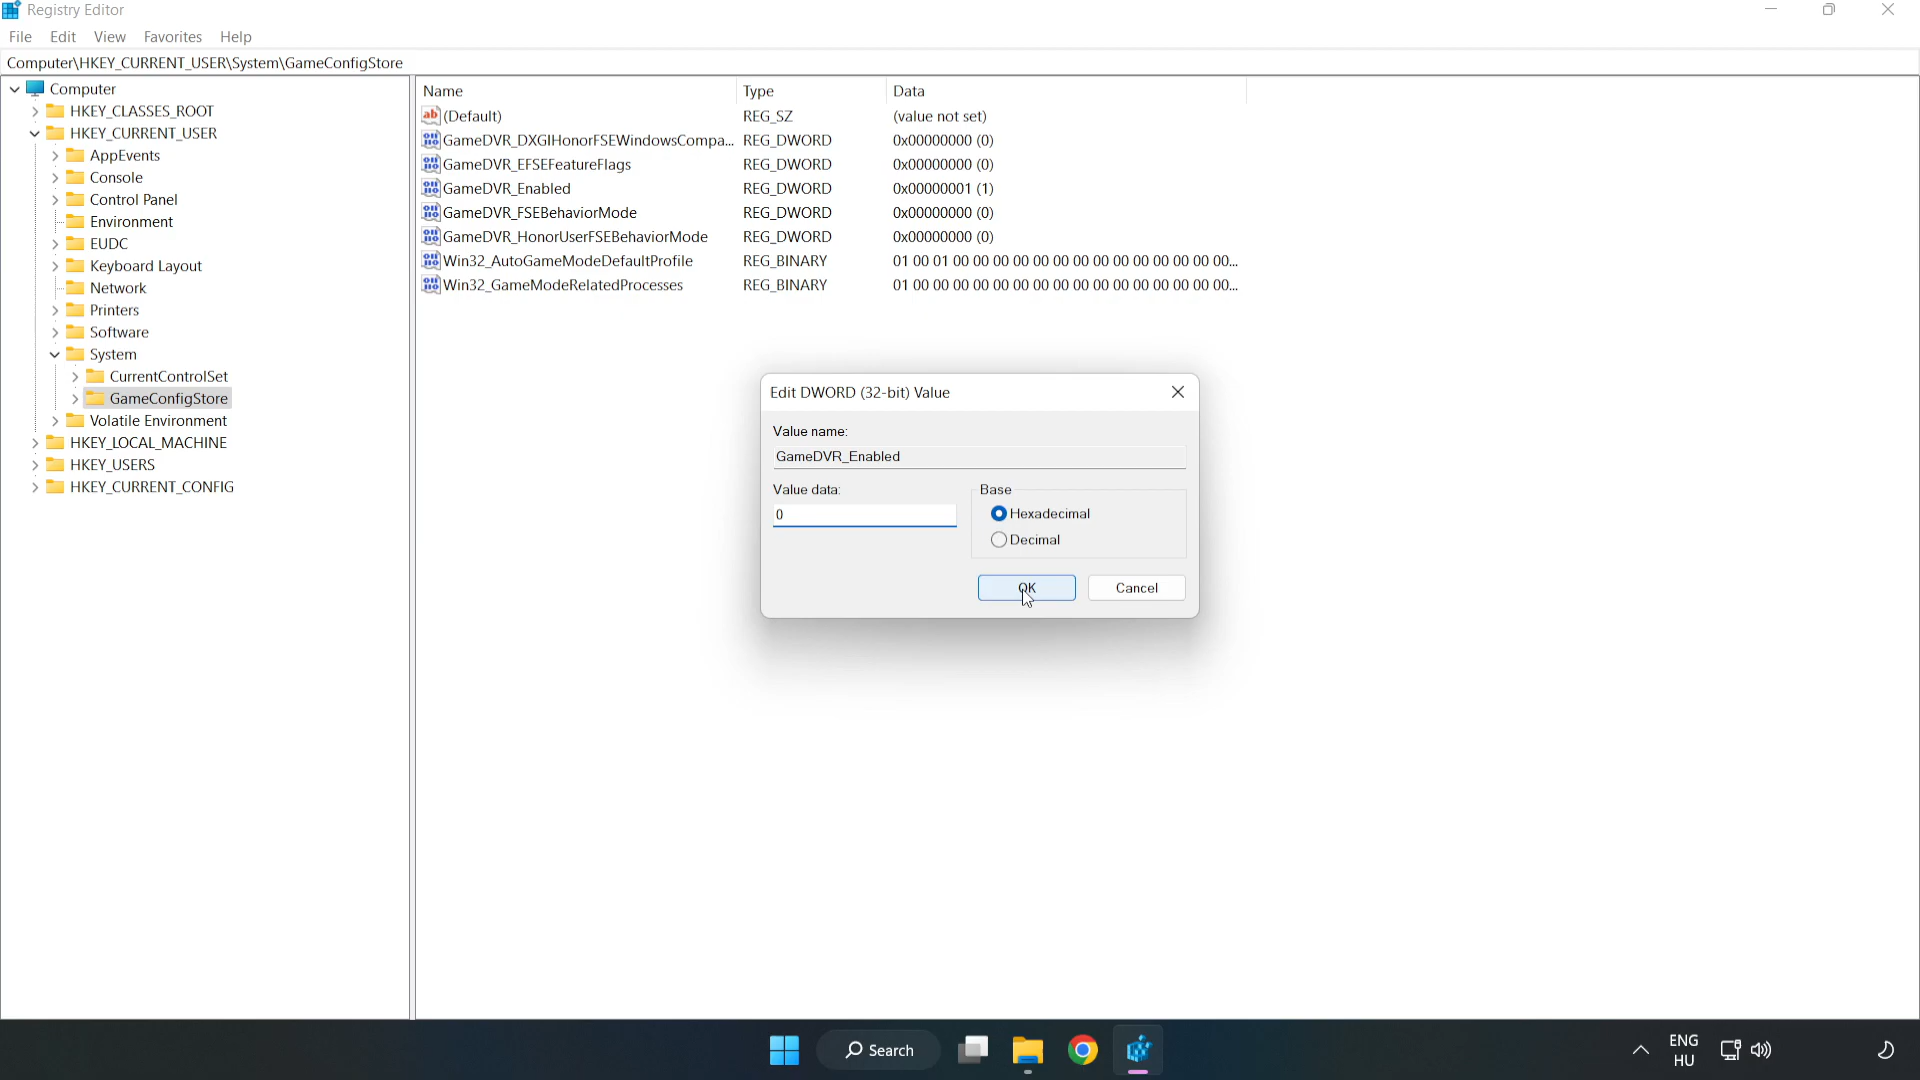 Registry Editor
File Edit View Favorites Help
Computer\HKEY_CURRENT_USER\System\GameConfigStore
Computer
HKEY_CLASSES_ROOT
HKEY_CURRENT_USER
AppEvents
Console
Control Panel
Environment
EUDC
Keyboard Layout
Network
Printers
Software
System
CurrentControlSet
GameConfigStore
Volatile Environment
HKEY_LOCAL_MACHINE
HKEY_USERS
HKEY_CURRENT_CONFIG
Name Type Data
(Default) REG_SZ (value not set)
GameDVR_DXGIHonorFSEWindowsCompa... REG_DWORD 0x00000000 (0)
GameDVR_EFSEFeatureFlags REG_DWORD 0x00000000 (0)
GameDVR_Enabled REG_DWORD 0x00000001 (1)
GameDVR_FSEBehaviorMode REG_DWORD 0x00000000 (0)
GameDVR_HonorUserFSEBehaviorMode REG_DWORD 0x00000000 (0)
Win32_AutoGameModeDefaultProfile REG_BINARY 01 00 01 00 00 00 00 00 00 00 00 00 00 00 00 00 00...
Win32_GameModeRelatedProcesses REG_BINARY 01 00 00 00 00 00 00 00 00 00 00 00 00 00 00 00 00...
Edit DWORD (32-bit) Value
Value name:
GameDVR_Enabled
Value data:
0
Base
Hexadecimal
Decimal
OK Cancel
Search
ENG
HU